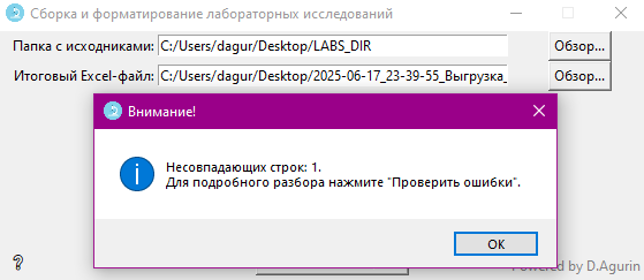 Сборка и форматирование лабораторных исследований
Папка с исходниками: C:/Users/dagur/Desktop/LABS_DIR Обзор...
Итоговый Excel-файл: C:/Users/dagur/Desktop/2025-06-17_23-39-55_Выгрузка_ Обзор...
Внимание!
Несовпадающих строк: 1.
Для подробного разбора нажмите "Проверить ошибки".
OK
? Powered by D.Agurin